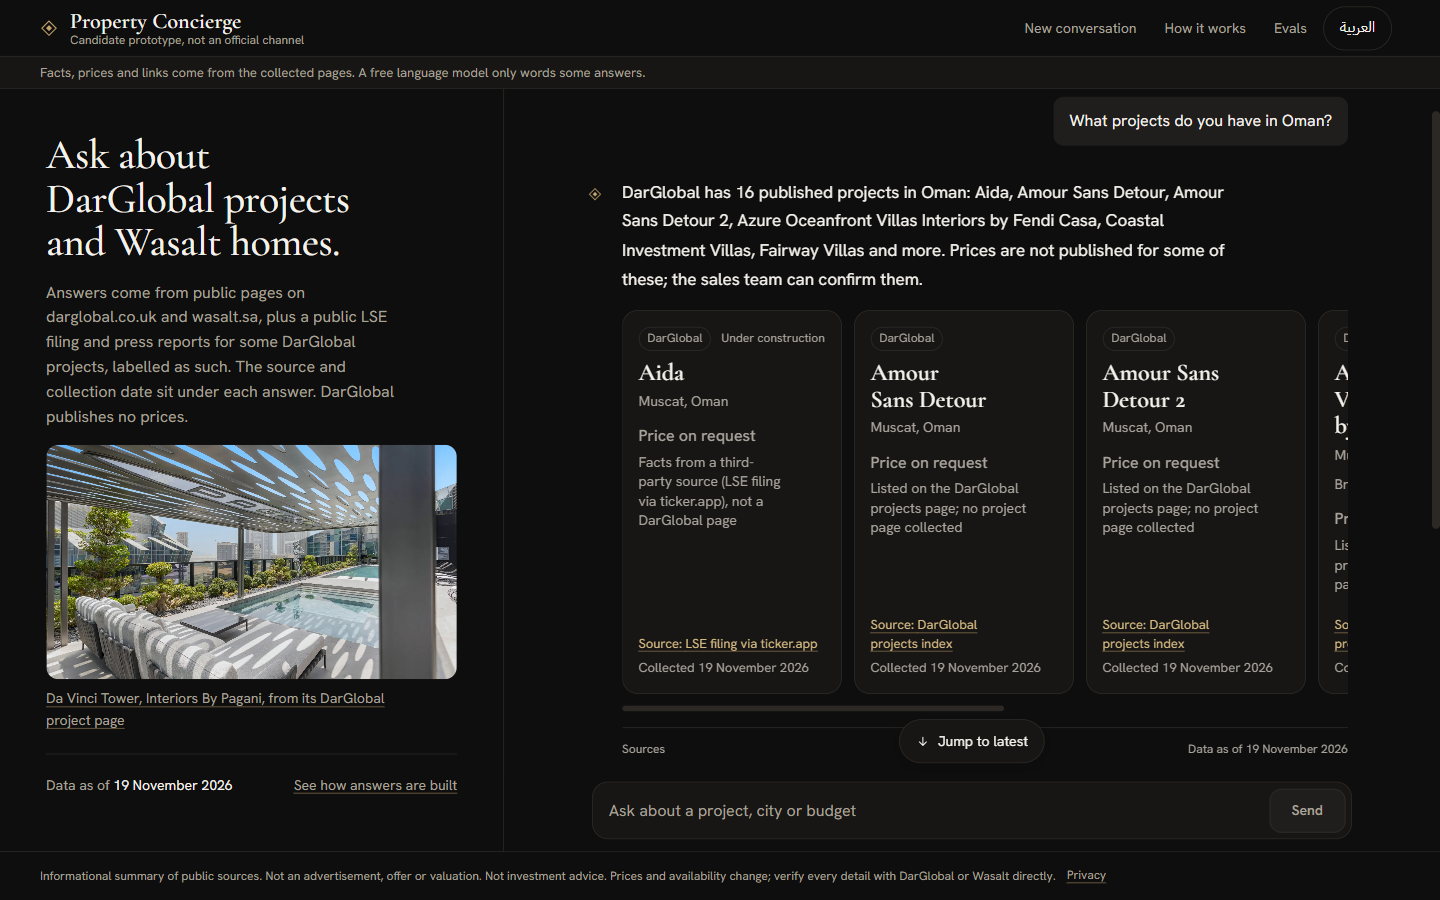 Property Concierge
Candidate prototype, not an official channel
New conversation
How it works
Evals
العربية
Facts, prices and links come from the collected pages. A free language model only words some answers.
Ask about
DarGlobal projects
and Wasalt homes.
Answers come from public pages on
darglobal.co.uk and wasalt.sa, plus a public LSE
filing and press reports for some DarGlobal
projects, labelled as such. The source and
collection date sit under each answer. DarGlobal
publishes no prices.
Da Vinci Tower, Interiors By Pagani, from its DarGlobal
project page
Data as of 19 November 2026
See how answers are built
What projects do you have in Oman?
DarGlobal has 16 published projects in Oman: Aida, Amour Sans Detour, Amour
Sans Detour 2, Azure Oceanfront Villas Interiors by Fendi Casa, Coastal
Investment Villas, Fairway Villas and more. Prices are not published for some of
these; the sales team can confirm them.
DarGlobal
Under construction
Aida
Muscat, Oman
Price on request
Facts from a third-
party source (LSE filing
via ticker.app), not a
DarGlobal page
Source: LSE filing via ticker.app
Collected 19 November 2026
DarGlobal
Amour
Sans Detour
Muscat, Oman
Price on request
Listed on the DarGlobal
projects page; no project
page collected
Source: DarGlobal
projects index
Collected 19 November 2026
DarGlobal
Amour Sans
Detour 2
Muscat, Oman
Price on request
Listed on the DarGlobal
projects page; no project
page collected
Source: DarGlobal
projects index
Collected 19 November 2026
Sources
Jump to latest
Data as of 19 November 2026
Ask about a project, city or budget
Send
Informational summary of public sources. Not an advertisement, offer or valuation. Not investment advice. Prices and availability change; verify every detail with DarGlobal or Wasalt directly.
Privacy